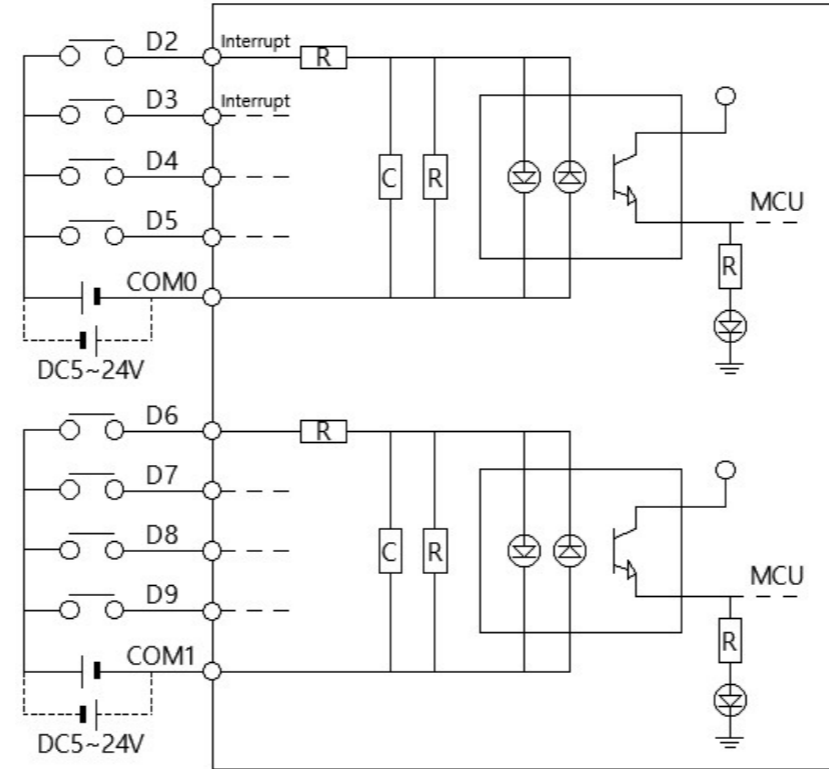 D2
Interrupt
R
D3
Interrupt
D4
C
R
MCU
D5
R
COM0
DC5~24V
D6
R
D7
D8
C
R
MCU
D9
R
COM1
DC5~24V